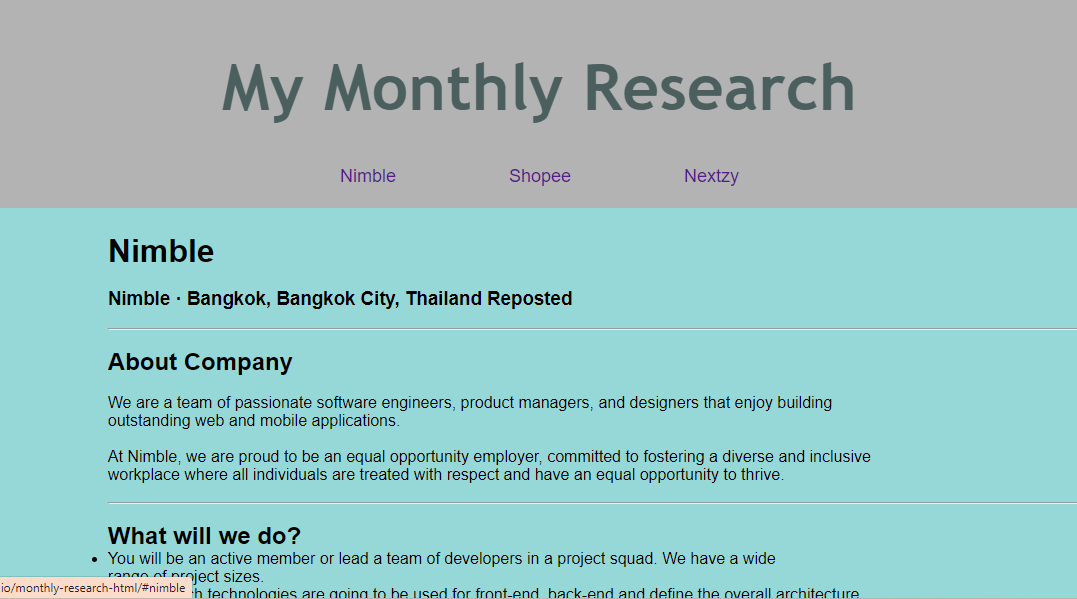 My Monthly Research
Nimble Shopee Nextzy
Nimble
Nimble · Bangkok, Bangkok City, Thailand Reposted
About Company
We are a team of passionate software engineers, product managers, and designers that enjoy building
outstanding web and mobile applications.
At Nimble, we are proud to be an equal opportunity employer, committed to fostering a diverse and inclusive
workplace where all individuals are treated with respect and have an equal opportunity to thrive.
What will we do?
• You will be an active member or lead a team of developers in a project squad. We have a wide
range of project sizes.
technologies are going to be used for front-end, back-end and define the overall architecture.
io/monthly-research-html/#nimble